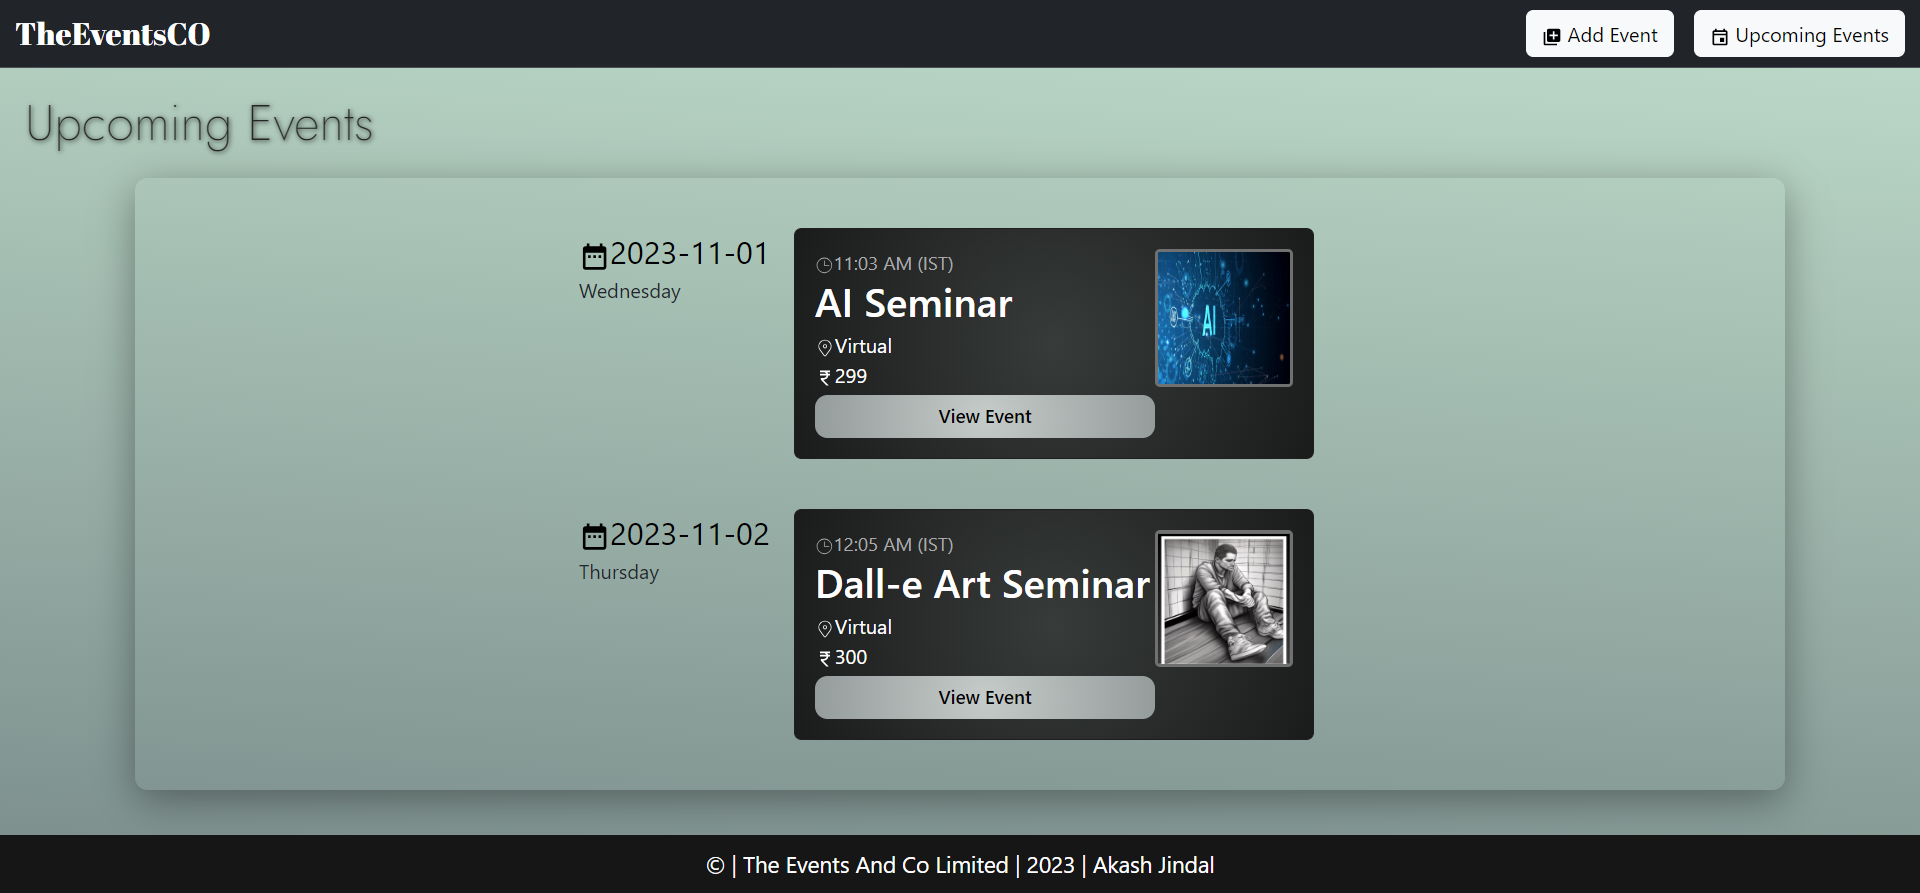 TheEventsCO
Add Event
Upcoming Events
Upcoming Events
2023-11-01
Wednesday
11:03 AM (IST)
AI Seminar
Virtual
₹ 299
View Event
AI
2023-11-02
Thursday
12:05 AM (IST)
Dall-e Art Seminar
Virtual
₹ 300
View Event
© | The Events And Co Limited | 2023 | Akash Jindal